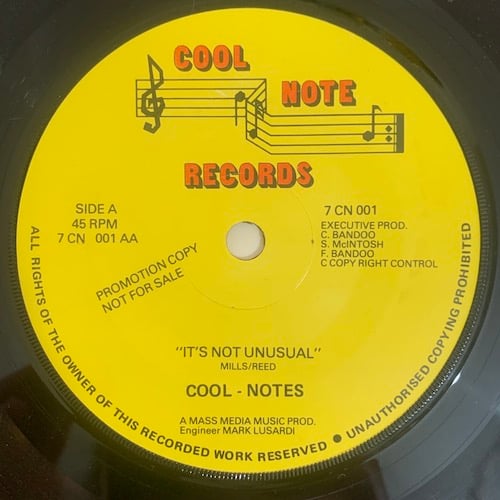 COOL
NOTE
RECORDS
SIDE A
45 RPM
7 CN 001 AA
PROMOTION COPY
NOT FOR SALE
7 CN 001
EXECUTIVE PROD.
C. BANDOO
S. McINTOSH
F. BANDOO
C COPY RIGHT CONTROL
"IT'S NOT UNUSUAL"
MILLS/REED
COOL - NOTES
A MASS MEDIA MUSIC PROD.
Engineer MARK LUSARDI
ALL RIGHTS OF THE OWNER OF THIS RECORDED WORK RESERVED ● UNAUTHORISED COPYING PROHIBITED